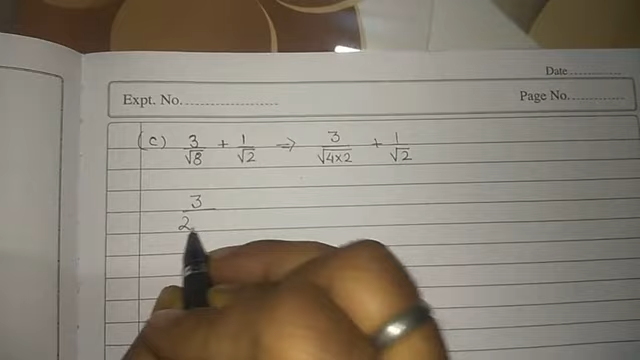 Date ..............
Expt. No. ........................... Page No. ..............
(C) 3/√8 + 1/√2 => 3/√(4×2) + 1/√2
3/2